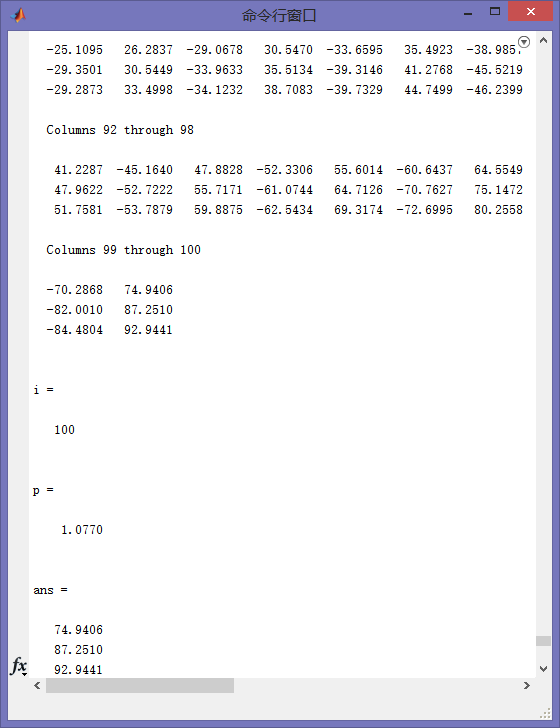 命令行窗口
-25.1095 26.2837 -29.0678 30.5470 -33.6595 35.4923 -38.985
-29.3501 30.5449 -33.9633 35.5134 -39.3146 41.2768 -45.5219
-29.2873 33.4998 -34.1232 38.7083 -39.7329 44.7499 -46.2399
Columns 92 through 98
41.2287 -45.1640 47.8828 -52.3306 55.6014 -60.6437 64.5549
47.9622 -52.7222 55.7171 -61.0744 64.7126 -70.7627 75.1472
51.7581 -53.7879 59.8875 -62.5434 69.3174 -72.6995 80.2558
Columns 99 through 100
-70.2868 74.9406
-82.0010 87.2510
-84.4804 92.9441
i =
100
p =
1.0770
ans =
74.9406
87.2510
fx 92.9441